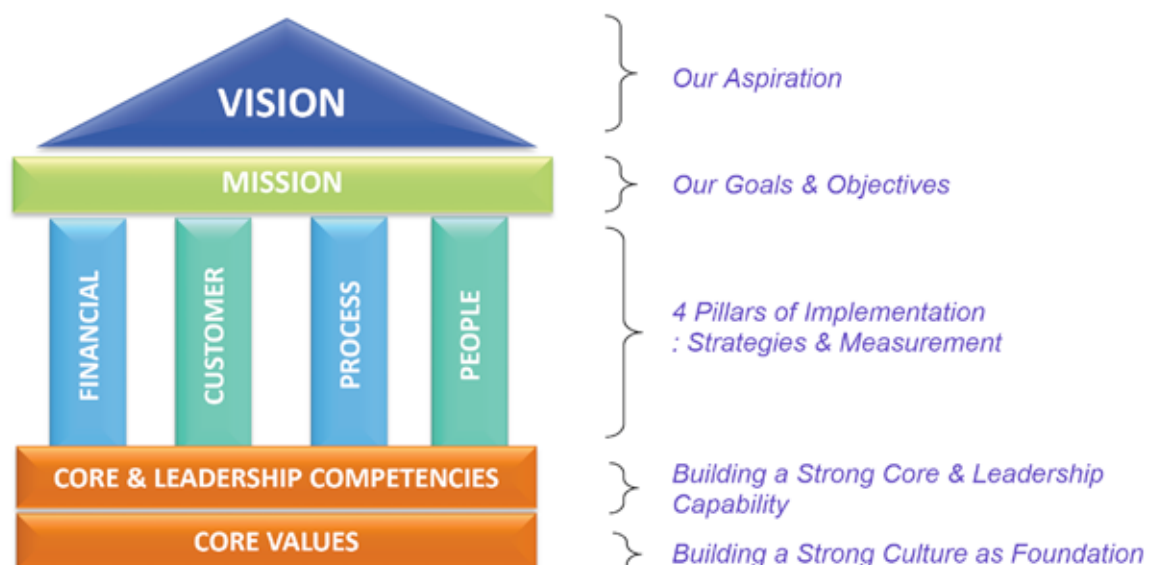 VISION
Our Aspiration
MISSION
Our Goals & Objectives
FINANCIAL
CUSTOMER
PROCESS
PEOPLE
4 Pillars of Implementation
: Strategies & Measurement
CORE & LEADERSHIP COMPETENCIES
Building a Strong Core & Leadership
Capability
CORE VALUES
Building a Strong Culture as Foundation